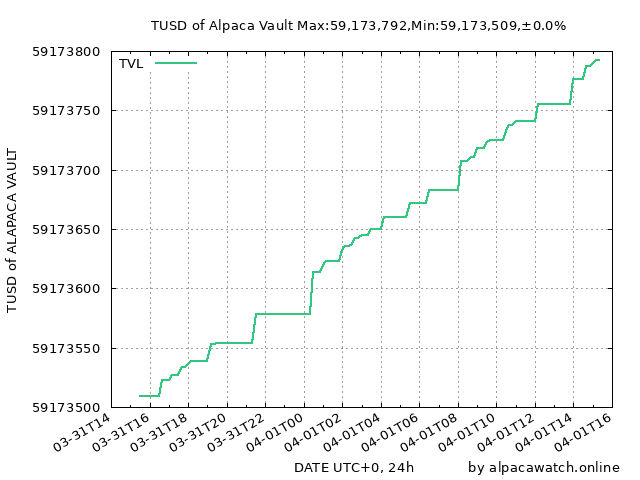 TUSD of Alpaca Vault Max:59,173,792,Min:59,173,509,±0.0%
TVL
59173800
59173750
59173700
59173650
59173600
59173550
59173500
TUSD of ALAPACA VAULT
03-31T14
03-31T16
03-31T18
03-31T20
03-31T22
04-01T00
04-01T02
04-01T04
04-01T06
04-01T08
04-01T10
04-01T12
04-01T14
04-01T16
DATE UTC+0, 24h
by alpacawatch.online